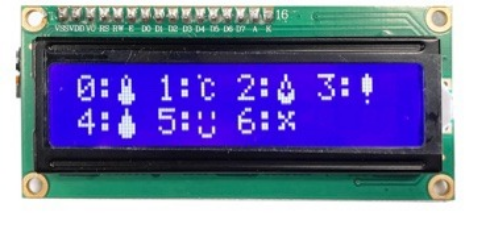 16
VSS VDD VO RS RW E D0 D1 D2 D3 D4 D5 D6 D7 A K
0: 1:℃ 2: 3:
4: 5: 6: